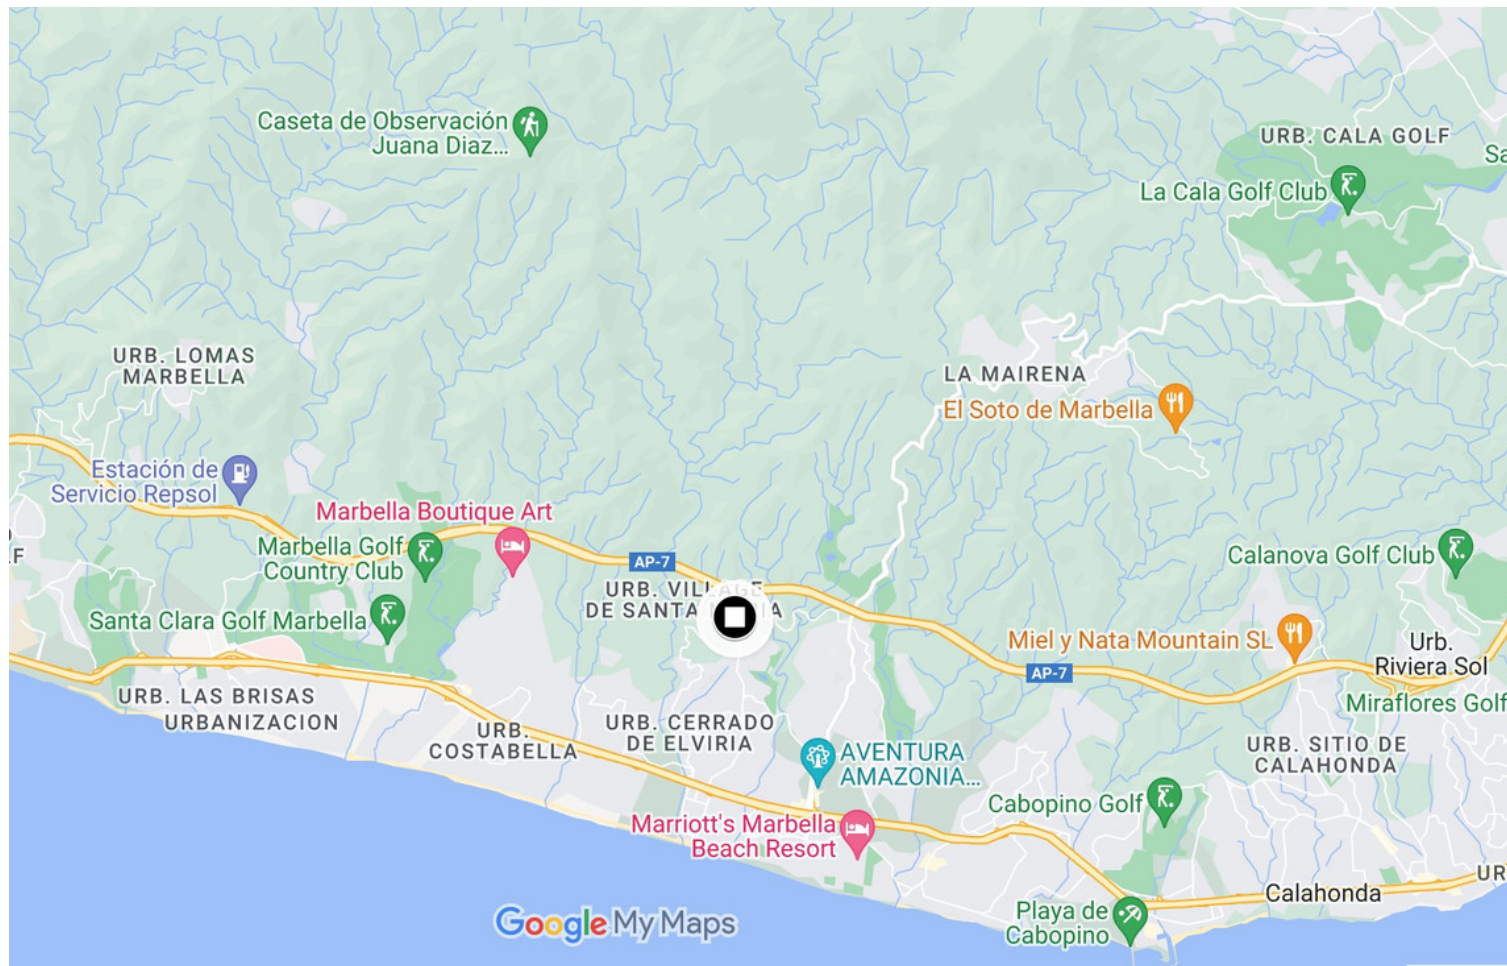 Caseta de Observación
Juana Diaz...
URB. CALA GOLF
La Cala Golf Club
URB. LOMAS
MARBELLA
LA MAIRENA
El Soto de Marbella
Estación de
Servicio Repsol
Marbella Boutique Art
Marbella Golf
Country Club
AP-7
Calanova Golf Club
URB. VILLAGE
DE SANTA
Santa Clara Golf Marbella
Miel y Nata Mountain SL
Urb.
Riviera Sol
AP-7
Miraflores Golf
URB. LAS BRISAS
URBANIZACION
URB.
COSTABELLA
URB. CERRADO
DE ELVIRIA
URB. SITIO DE
CALAHONDA
AVENTURA
AMAZONIA...
Cabopino Golf
Marriott's Marbella
Beach Resort
Calahonda
Playa de
Cabopino
Google My Maps